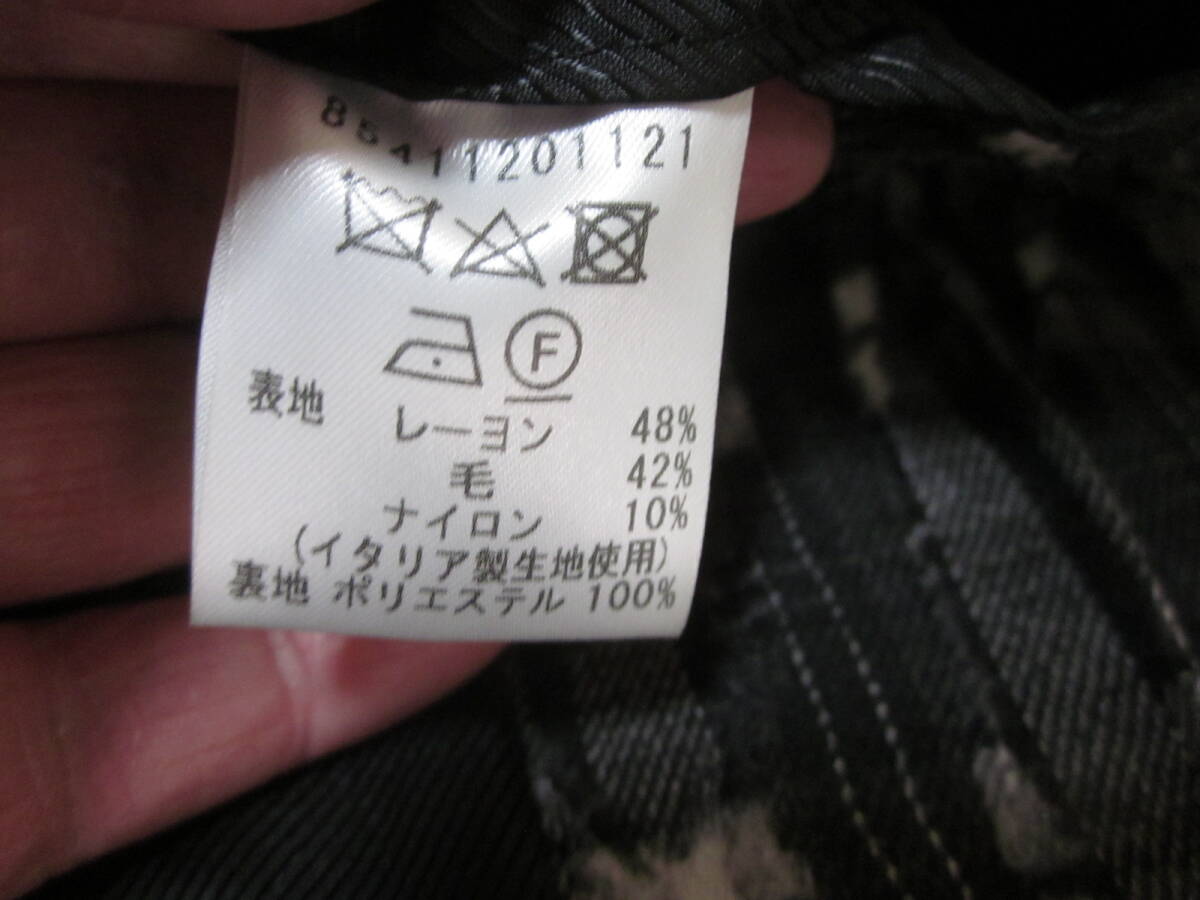 85411201121
F
表地 レーヨン 48%
毛 42%
ナイロン 10%
(イタリア製生地使用)
裏地 ポリエステル 100%